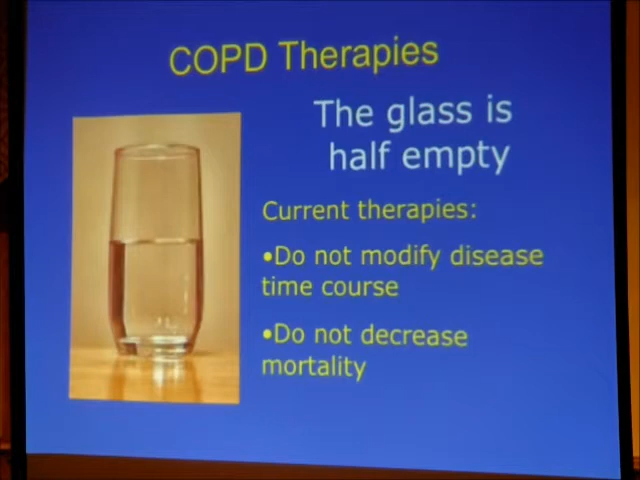 COPD Therapies
The glass is
half empty
Current therapies:
•Do not modify disease
time course
•Do not decrease
mortality